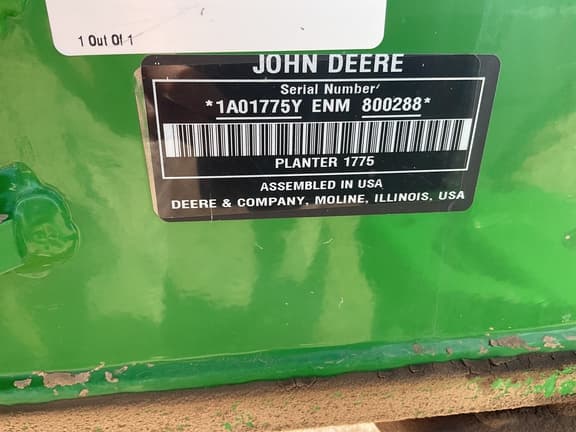 1 Out Of 1
JOHN DEERE
Serial Number
*1A01775Y ENM 800288*
PLANTER 1775
ASSEMBLED IN USA
DEERE & COMPANY, MOLINE, ILLINOIS, USA